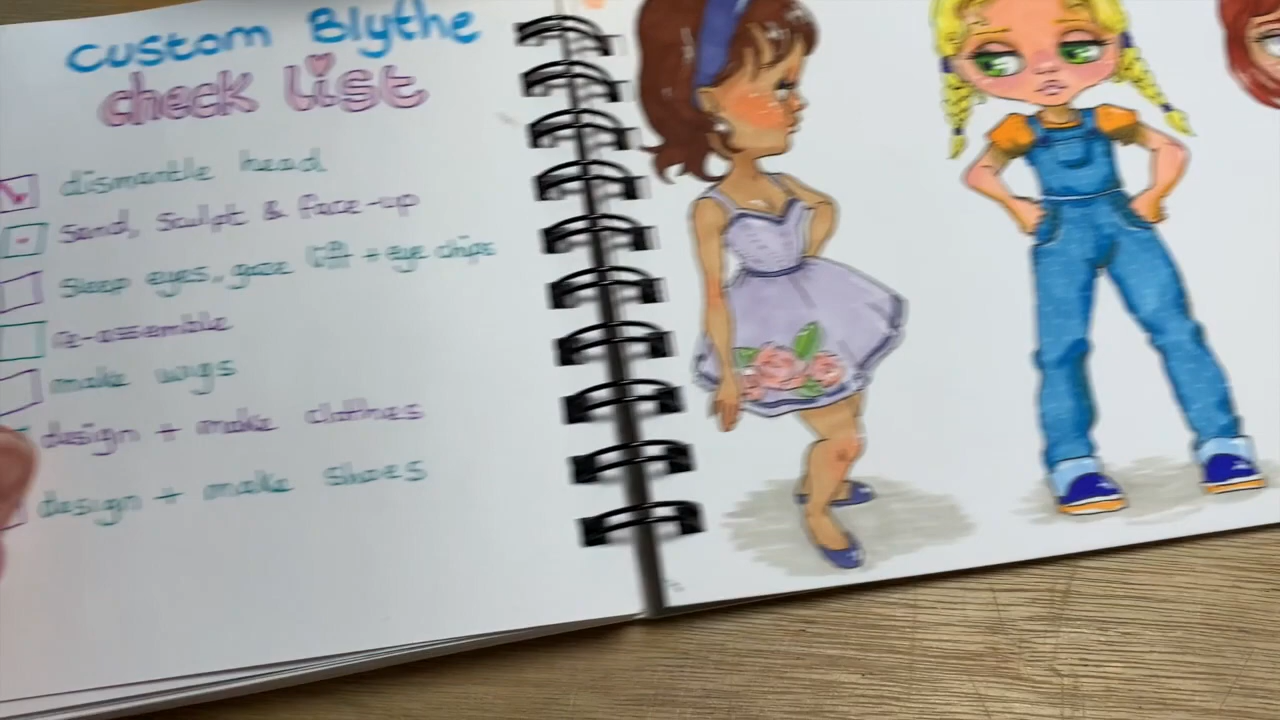 custom Blythe
check list
dismantle head
Sand, Sculpt & face-up
Sleep eyes, gaze lift + eye chips
re-assemble
make wigs
design + make clothes
design + make shoes